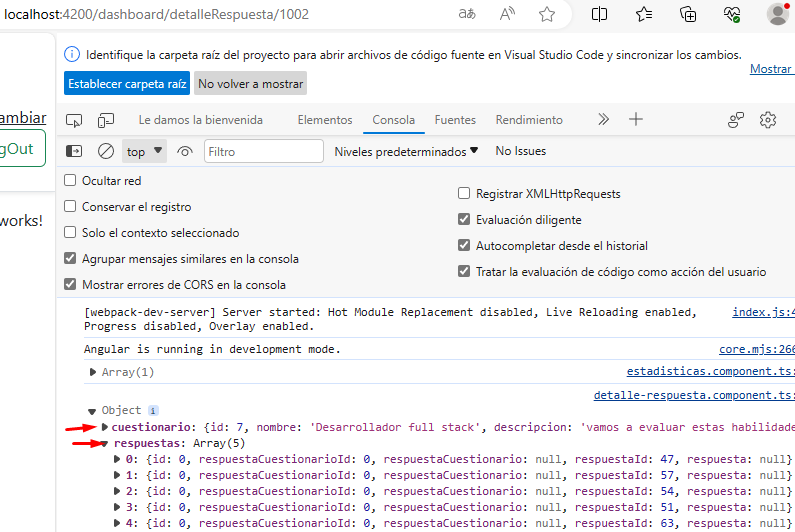 localhost:4200/dashboard/detalleRespuesta/1002
Identifique la carpeta raíz del proyecto para abrir archivos de código fuente en Visual Studio Code y sincronizar los cambios.
Mostrar
Establecer carpeta raíz No volver a mostrar
ambiar
gOut
works!
Le damos la bienvenida Elementos Consola Fuentes Rendimiento
top Filtro Niveles predeterminados No Issues
Ocultar red
Conservar el registro
Solo el contexto seleccionado
Agrupar mensajes similares en la consola
Mostrar errores de CORS en la consola
Registrar XMLHttpRequests
Evaluación diligente
Autocompletar desde el historial
Tratar la evaluación de código como acción del usuario
[webpack-dev-server] Server started: Hot Module Replacement disabled, Live Reloading enabled, index.js:4
Progress disabled, Overlay enabled.
Angular is running in development mode. core.mjs:266
Array(1) estadisticas.component.ts:
detalle-respuesta.component.ts:
Object i
cuestionario: {id: 7, nombre: 'Desarrollador full stack', descripcion: 'vamos a evaluar estas habilidade
respuestas: Array(5)
0: {id: 0, respuestaCuestionarioId: 0, respuestaCuestionario: null, respuestaId: 47, respuesta: null}
1: {id: 0, respuestaCuestionarioId: 0, respuestaCuestionario: null, respuestaId: 57, respuesta: null}
2: {id: 0, respuestaCuestionarioId: 0, respuestaCuestionario: null, respuestaId: 54, respuesta: null}
3: {id: 0, respuestaCuestionarioId: 0, respuestaCuestionario: null, respuestaId: 51, respuesta: null}
4: {id: 0, respuestaCuestionarioId: 0, respuestaCuestionario: null, respuestaId: 63, respuesta: null}